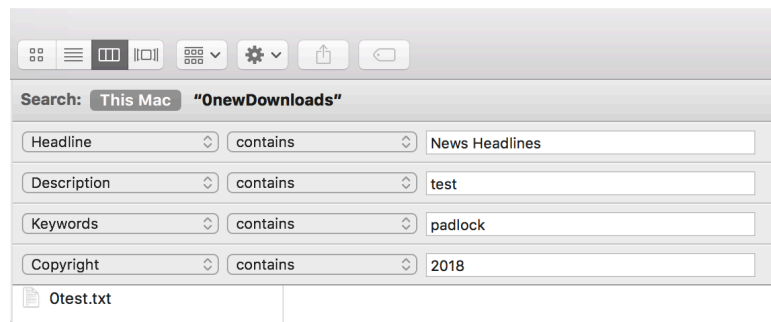 Search: This Mac “0newDownloads”
Headline contains News Headlines
Description contains test
Keywords contains padlock
Copyright contains 2018
0test.txt